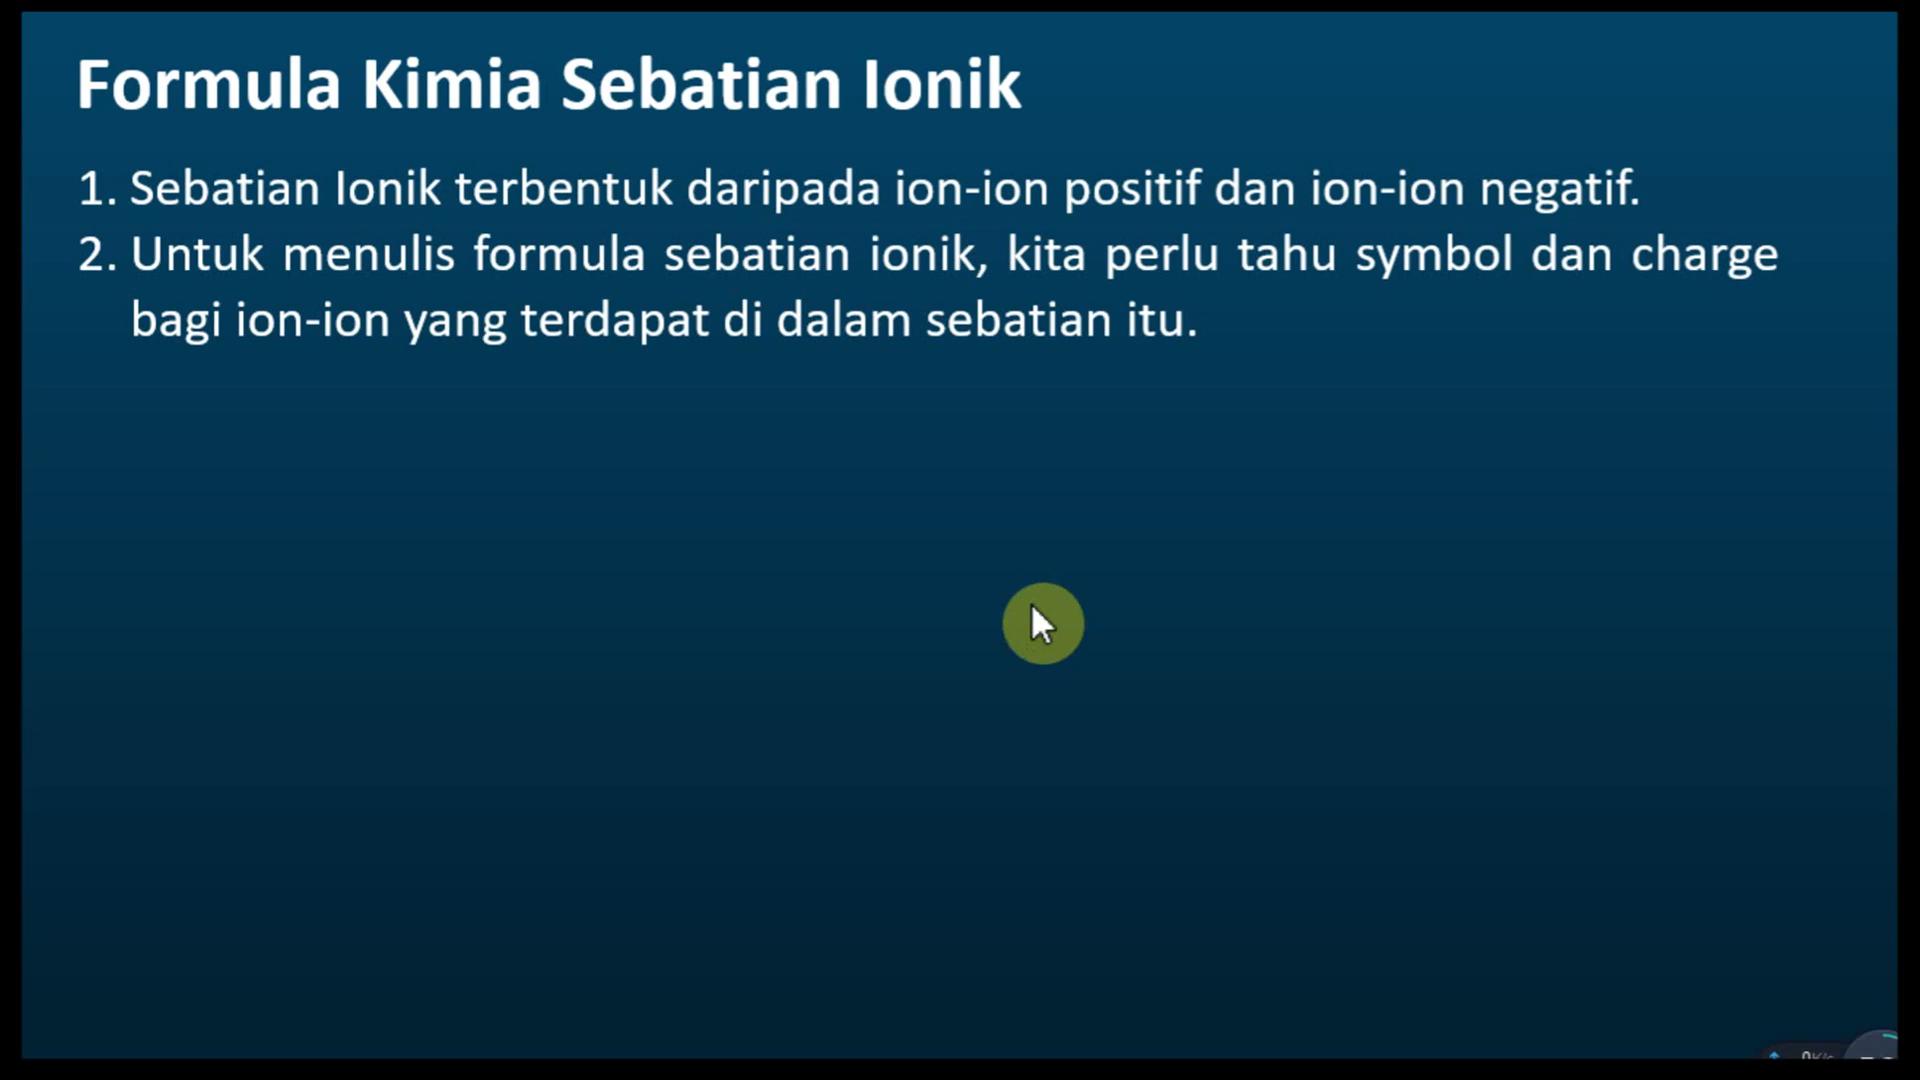 Formula Kimia Sebatian Ionik
1. Sebatian Ionik terbentuk daripada ion-ion positif dan ion-ion negatif.
2. Untuk menulis formula sebatian ionik, kita perlu tahu symbol dan charge
bagi ion-ion yang terdapat di dalam sebatian itu.